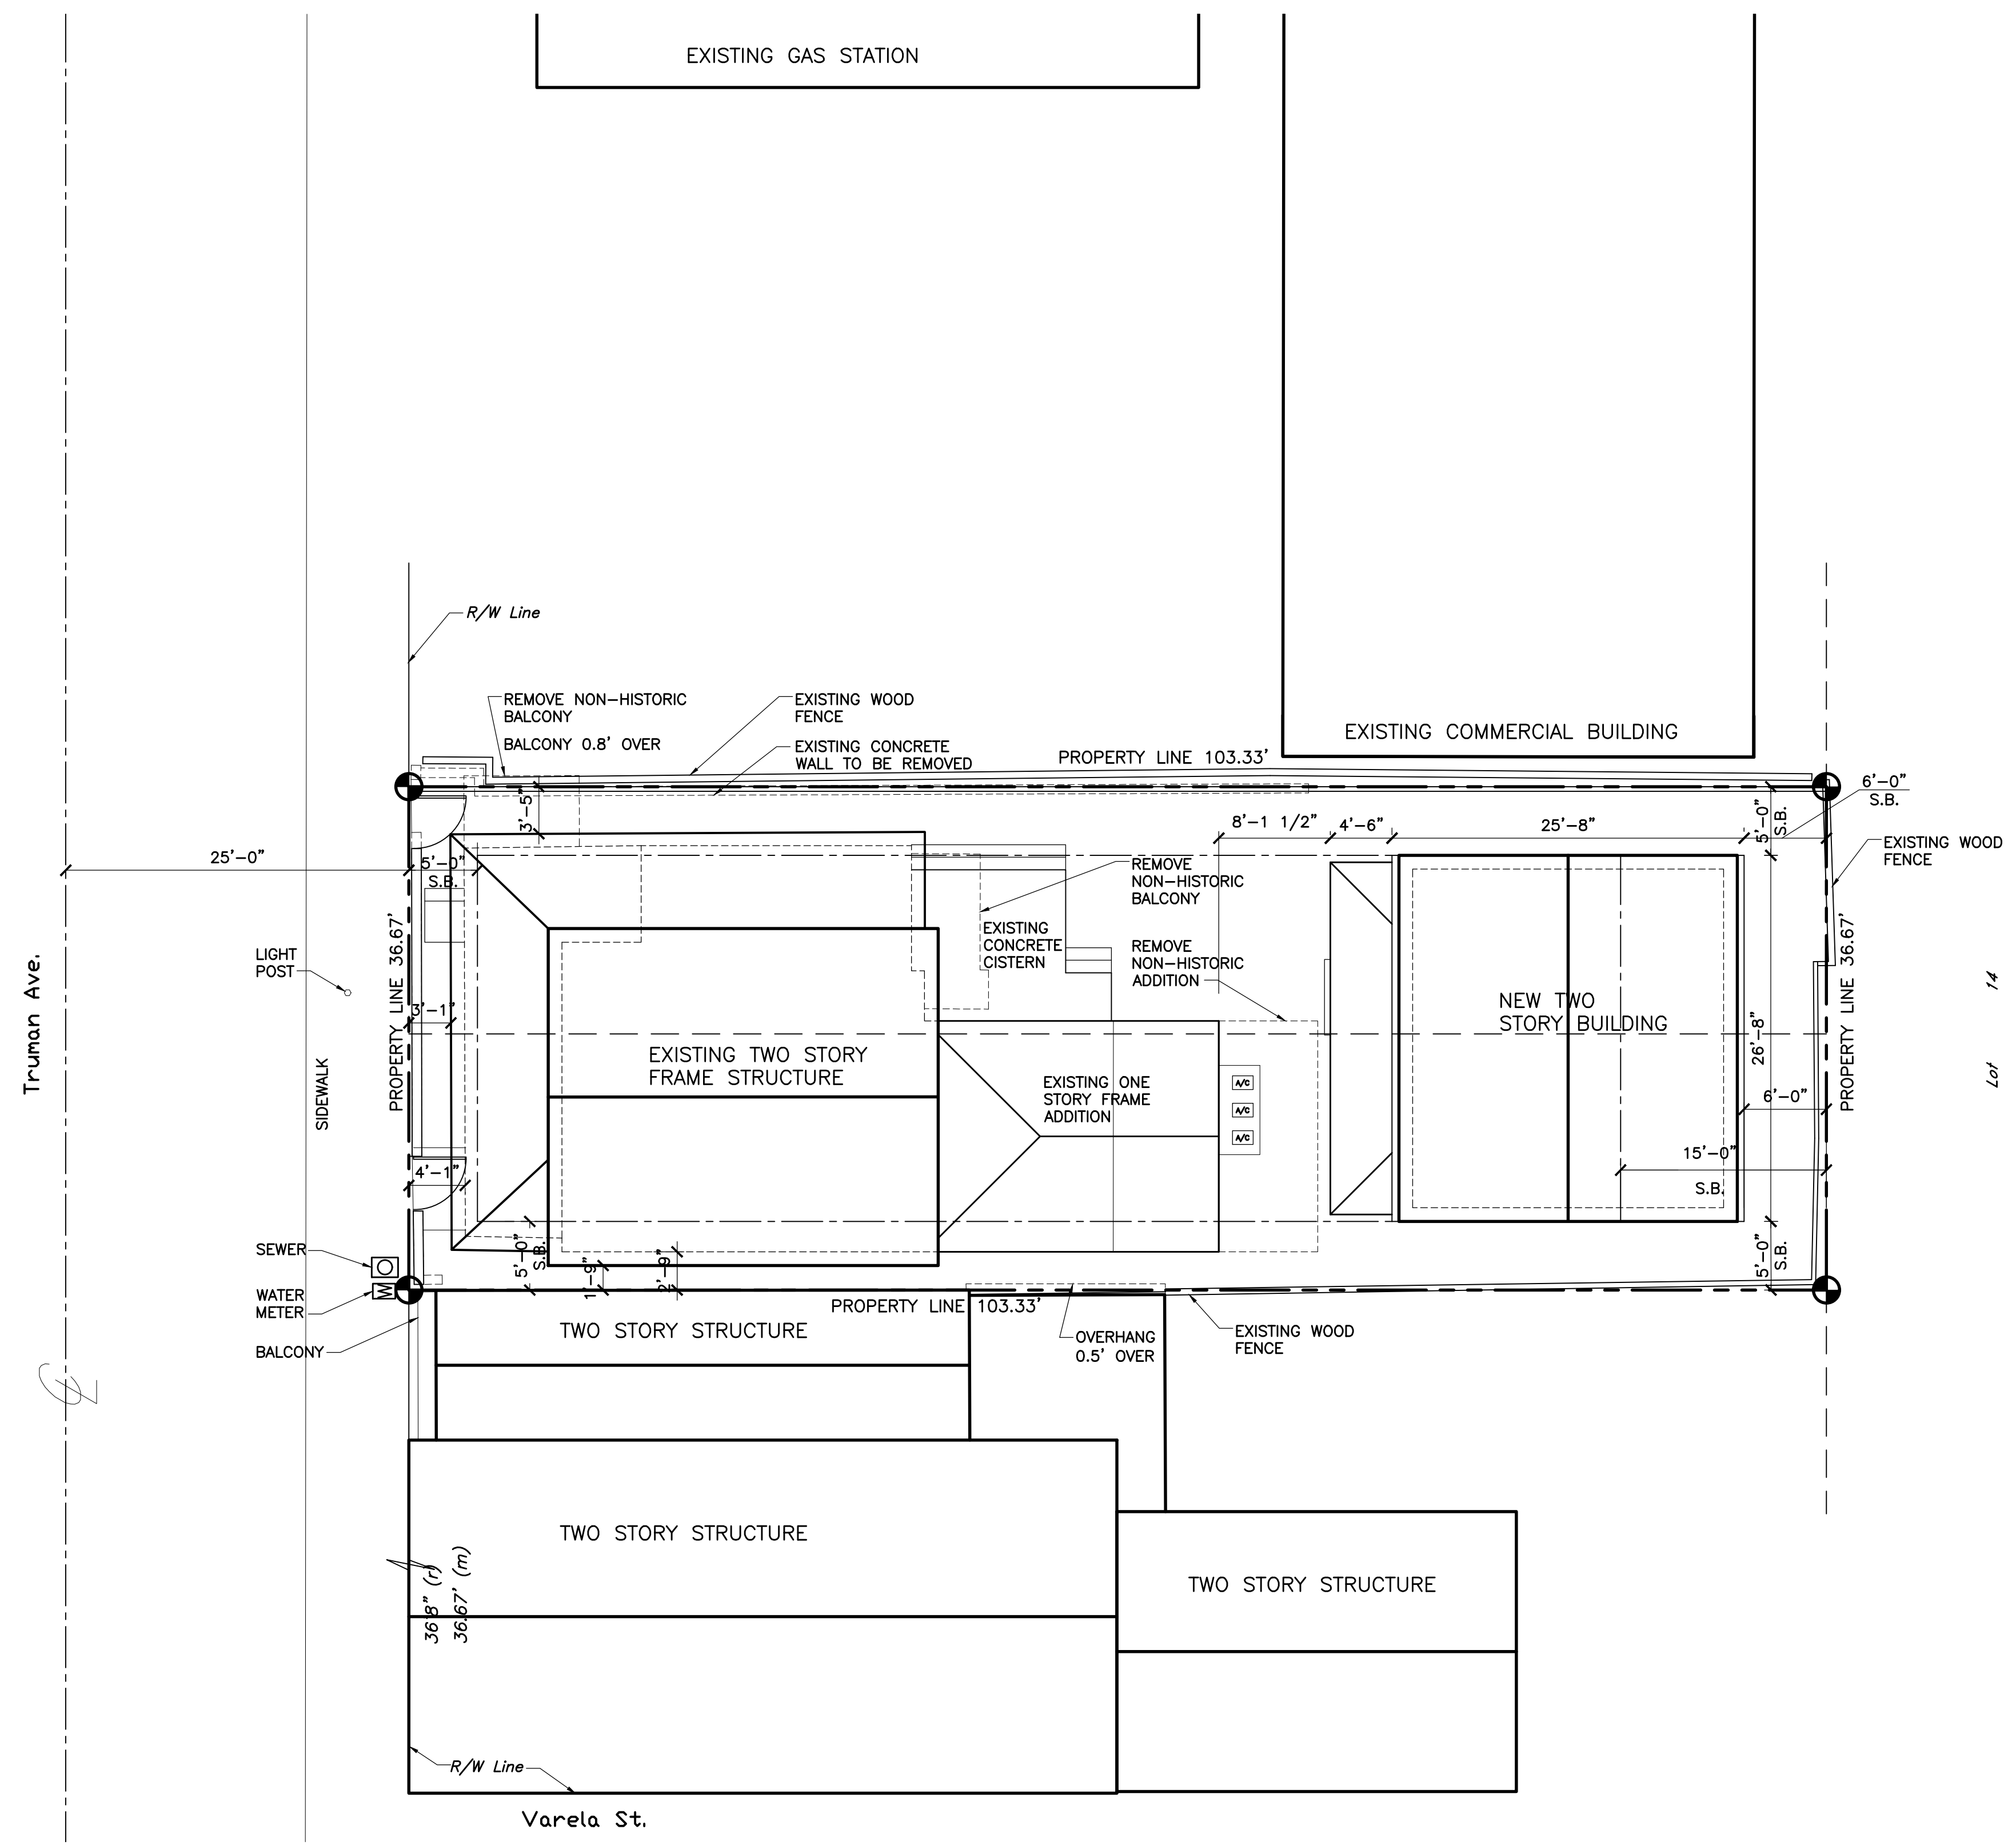 EXISTING GAS STATION
R/W Line
REMOVE NON-HISTORIC
BALCONY
BALCONY 0.8' OVER
EXISTING WOOD
FENCE
EXISTING CONCRETE
WALL TO BE REMOVED
PROPERTY LINE 103.33'
EXISTING COMMERCIAL BUILDING
6'-0"
S.B.
EXISTING WOOD
FENCE
3'-5"
8'-1 1/2"
4'-6"
25'-8"
5'-0"
S.B.
25'-0"
5'-0"
S.B.
REMOVE
NON-HISTORIC
BALCONY
EXISTING
CONCRETE
CISTERN
REMOVE
NON-HISTORIC
ADDITION
LIGHT
POST
Truman Ave.
SIDEWALK
PROPERTY LINE 36.67'
3'-1"
EXISTING TWO STORY
FRAME STRUCTURE
EXISTING ONE
STORY FRAME
ADDITION
A/C
A/C
A/C
NEW TWO
STORY BUILDING
26'-8"
6'-0"
PROPERTY LINE 36.67'
Lot 14
15'-0"
S.B.
4'-1"
SEWER
WATER
METER
W
BALCONY
5'-0"
S.B.
1'-9"
2'-9"
5'-0"
S.B.
PROPERTY LINE 103.33'
TWO STORY STRUCTURE
OVERHANG
0.5' OVER
EXISTING WOOD
FENCE
TWO STORY STRUCTURE
36'8" (r)
36.67' (m)
TWO STORY STRUCTURE
R/W Line
Varela St.